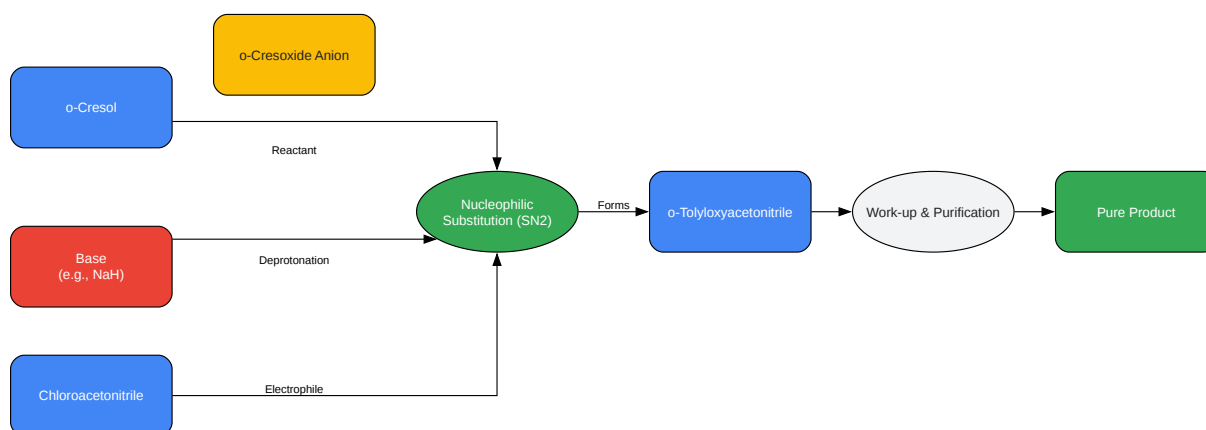 o-Cresoxide Anion
o-Cresol
Reactant
Base
(e.g., NaH)
Deprotonation
Chloroacetonitrile
Electrophile
Nucleophilic
Substitution (SN2)
Forms
o-Tolyloxyacetonitrile
Work-up & Purification
Pure Product